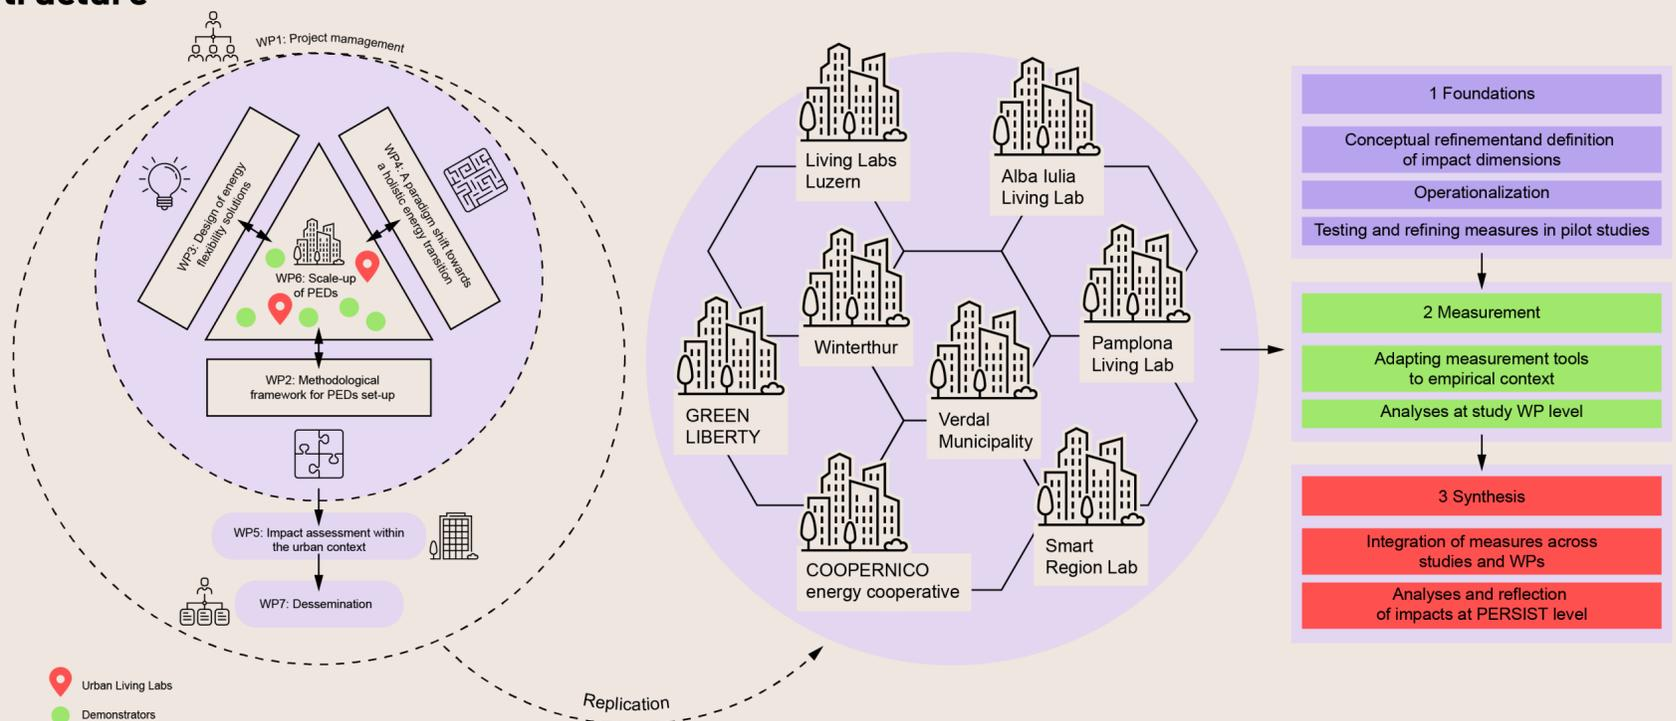 WP1: Project mamagement
WP3: Design of energy
flexibility solutions
WP4: A paradigm shift towards
a holistic energy transition
WP6: Scale-up
of PEDs
WP2: Methodological
framework for PEDs set-up
WP5: Impact assessment within
the urban context
WP7: Dessemination
Urban Living Labs
Demonstrators
Replication
Living Labs
Luzern
Alba Iulia
Living Lab
Winterthur
Pamplona
Living Lab
GREEN
LIBERTY
Verdal
Municipality
COOPERNICO
energy cooperative
Smart
Region Lab
1 Foundations
Conceptual refinementand definition
of impact dimensions
Operationalization
Testing and refining measures in pilot studies
2 Measurement
Adapting measurement tools
to empirical context
Analyses at study WP level
3 Synthesis
Integration of measures across
studies and WPs
Analyses and reflection
of impacts at PERSIST level